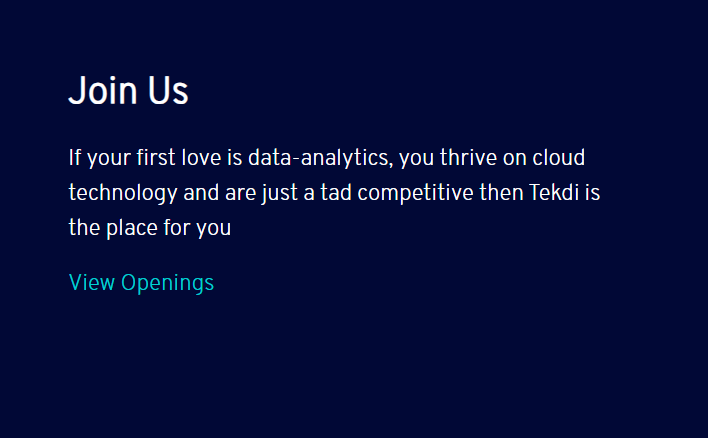 Join Us
If your first love is data-analytics, you thrive on cloud
technology and are just a tad competitive then Tekdi is
the place for you
View Openings